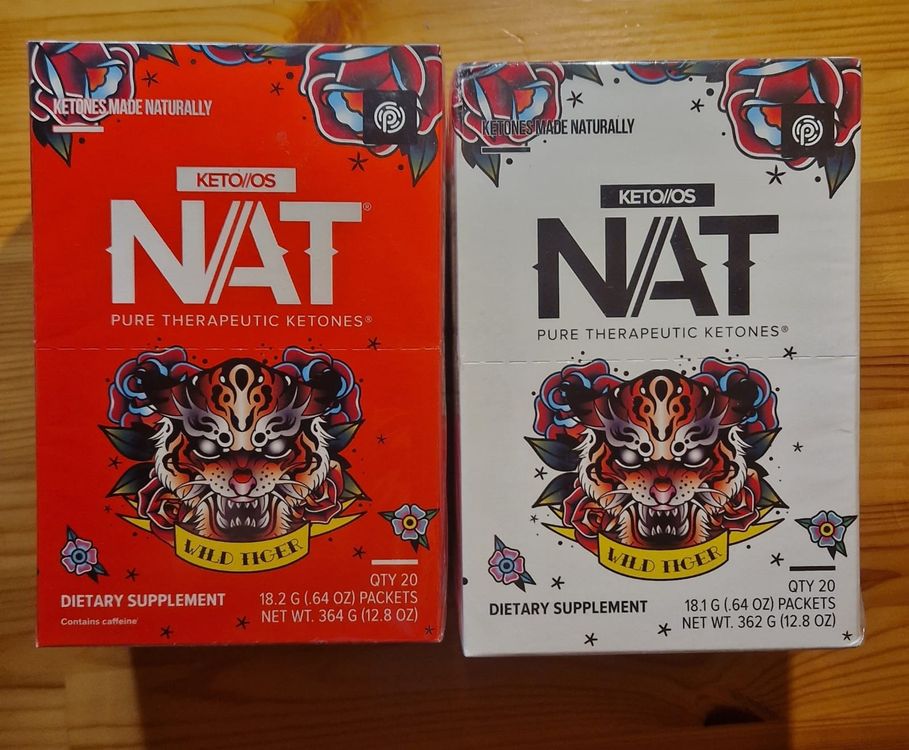 KETONES MADE NATURALLY
KETO//OS
NAT®
PURE THERAPEUTIC KETONES®
WILD TIGER
DIETARY SUPPLEMENT
Contains caffeine
QTY 20
18.2 G (.64 OZ) PACKETS
NET WT. 364 G (12.8 OZ)
KETONES MADE NATURALLY
KETO//OS
NAT
PURE THERAPEUTIC KETONES®
WILD TIGER
DIETARY SUPPLEMENT
QTY 20
18.1 G (.64 OZ) PACKETS
NET WT. 362 G (12.8 OZ)